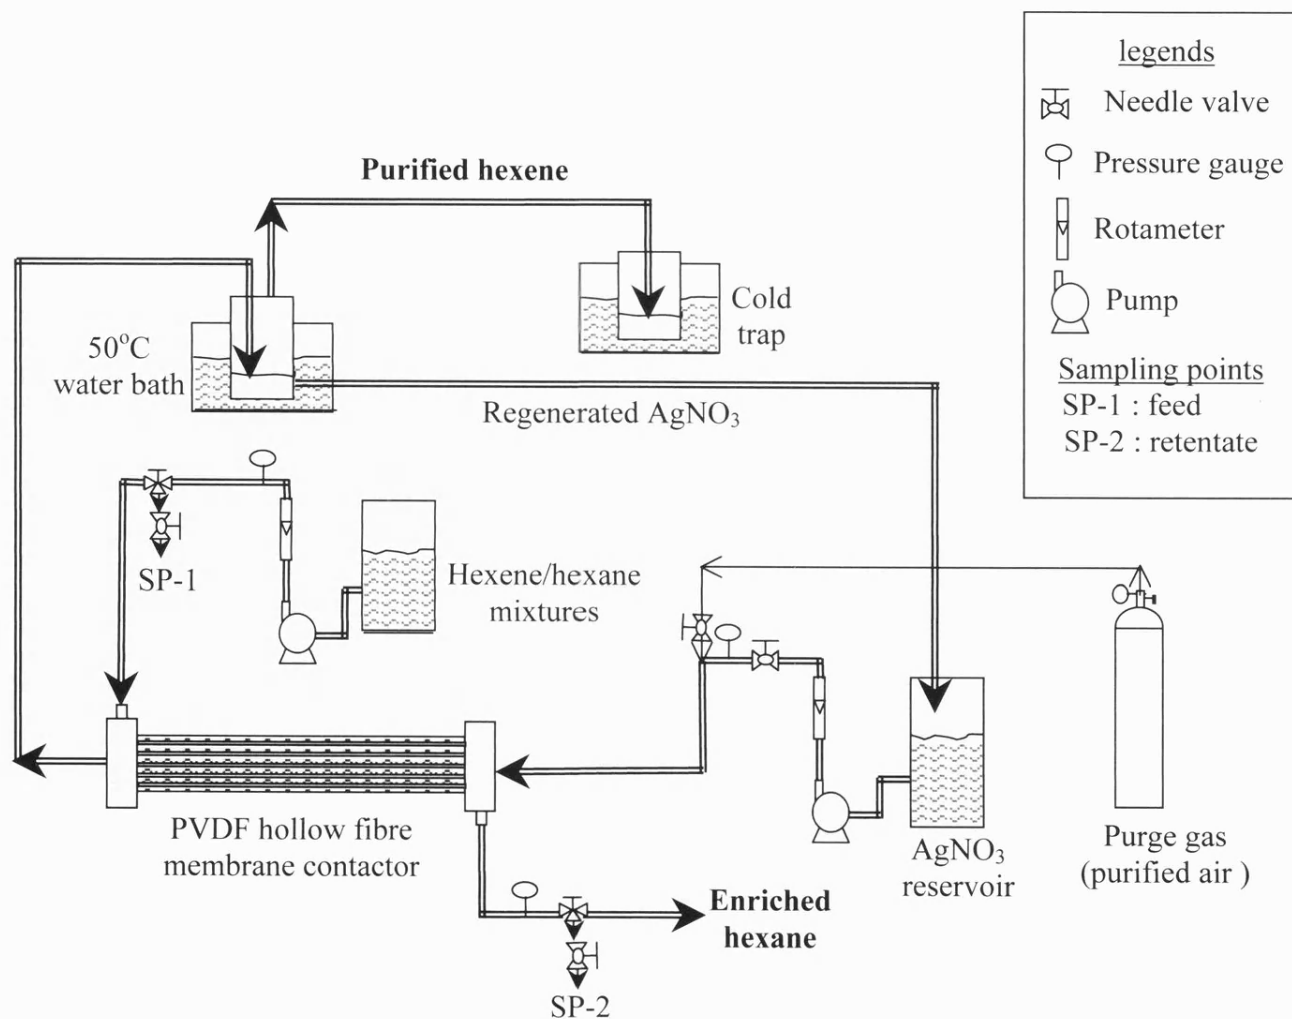 legends
Needle valve
Pressure gauge
Rotameter
Pump
Sampling points
SP-1 : feed
SP-2 : retentate
Purified hexene
Cold
trap
50°C
water bath
Regenerated AgNO₃
SP-1
Hexene/hexane
mixtures
PVDF hollow fibre
membrane contactor
AgNO₃
reservoir
Purge gas
(purified air )
Enriched
hexane
SP-2